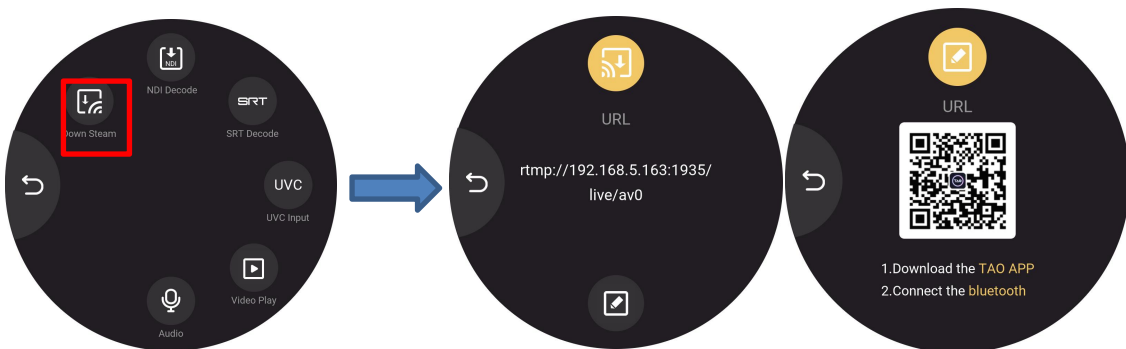 NDI
NDI Decode
SRT
SRT Decode
Down Steam
UVC
UVC Input
Video Play
Audio
URL
rtmp://192.168.5.163:1935/
live/av0
URL
TAO
1.Download the TAO APP
2.Connect the bluetooth